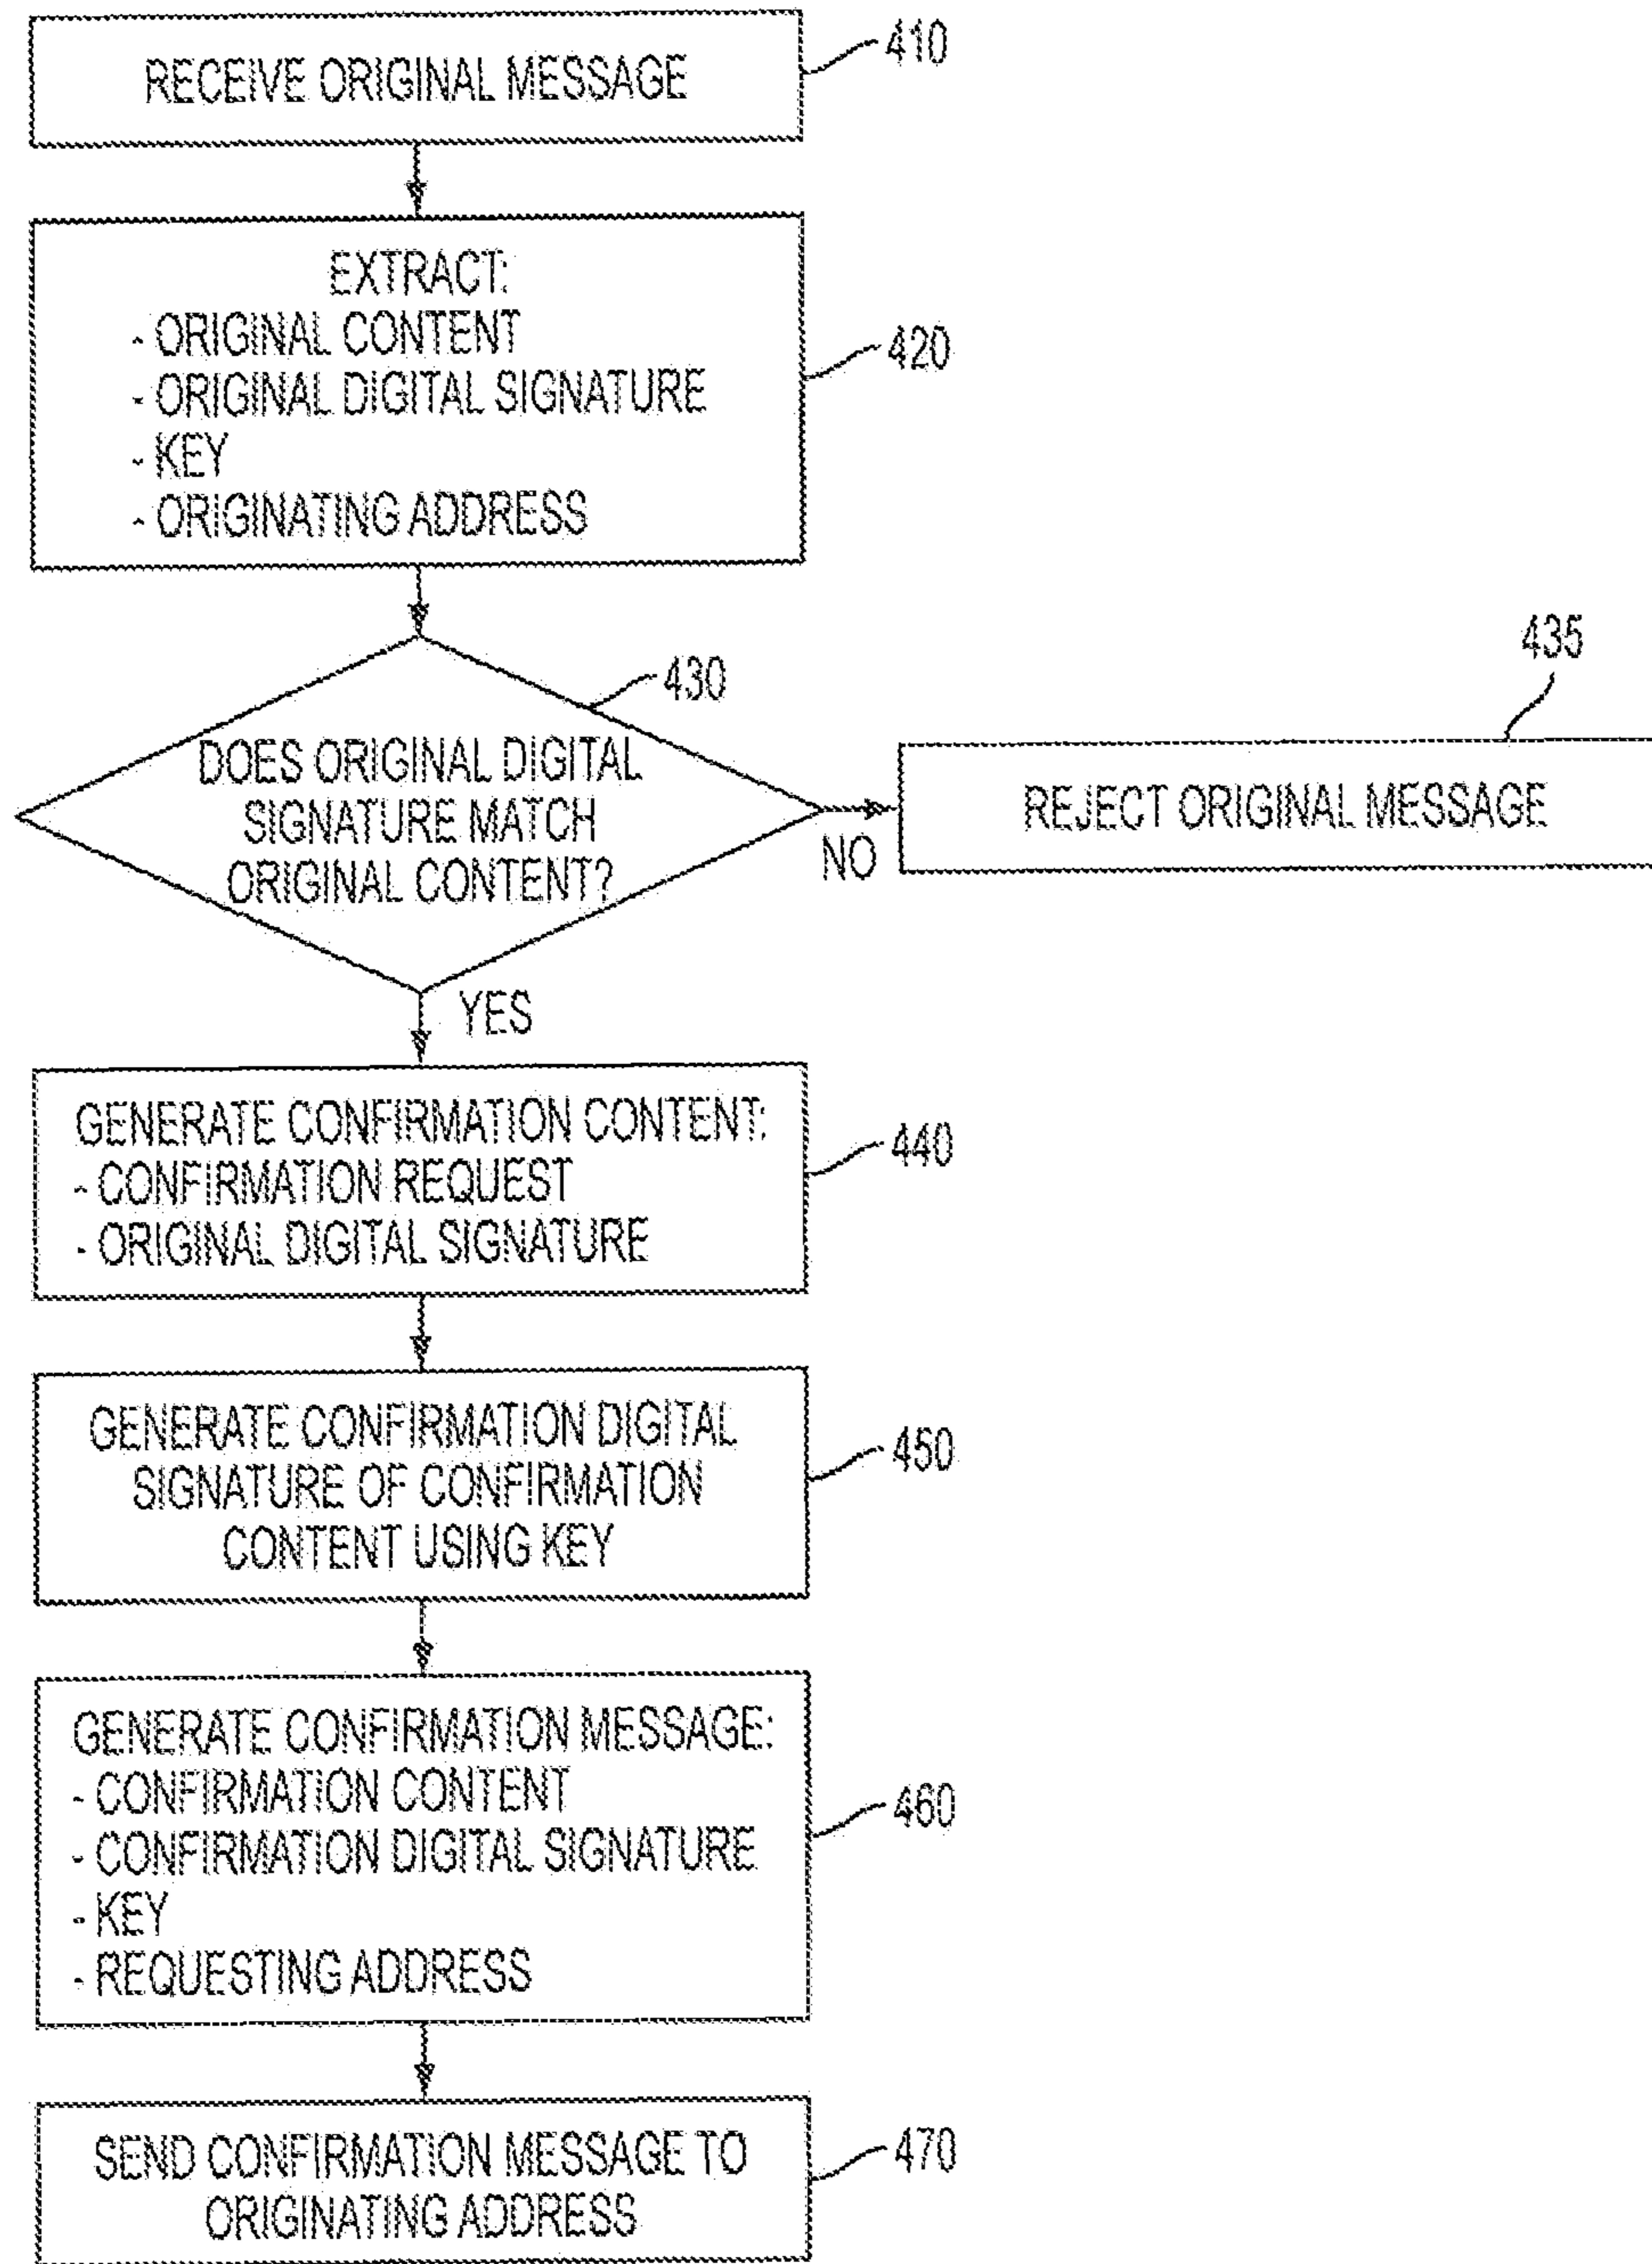 RECEIVE ORIGINAL MESSAGE
410
EXTRACT:
- ORIGINAL CONTENT
- ORIGINAL DIGITAL SIGNATURE
- KEY
- ORIGINATING ADDRESS
420
430
DOES ORIGINAL DIGITAL
SIGNATURE MATCH
ORIGINAL CONTENT?
NO
435
REJECT ORIGINAL MESSAGE
YES
GENERATE CONFIRMATION CONTENT:
- CONFIRMATION REQUEST
- ORIGINAL DIGITAL SIGNATURE
440
GENERATE CONFIRMATION DIGITAL
SIGNATURE OF CONFIRMATION
CONTENT USING KEY
450
GENERATE CONFIRMATION MESSAGE:
- CONFIRMATION CONTENT
- CONFIRMATION DIGITAL SIGNATURE
- KEY
- REQUESTING ADDRESS
460
SEND CONFIRMATION MESSAGE TO
ORIGINATING ADDRESS
470